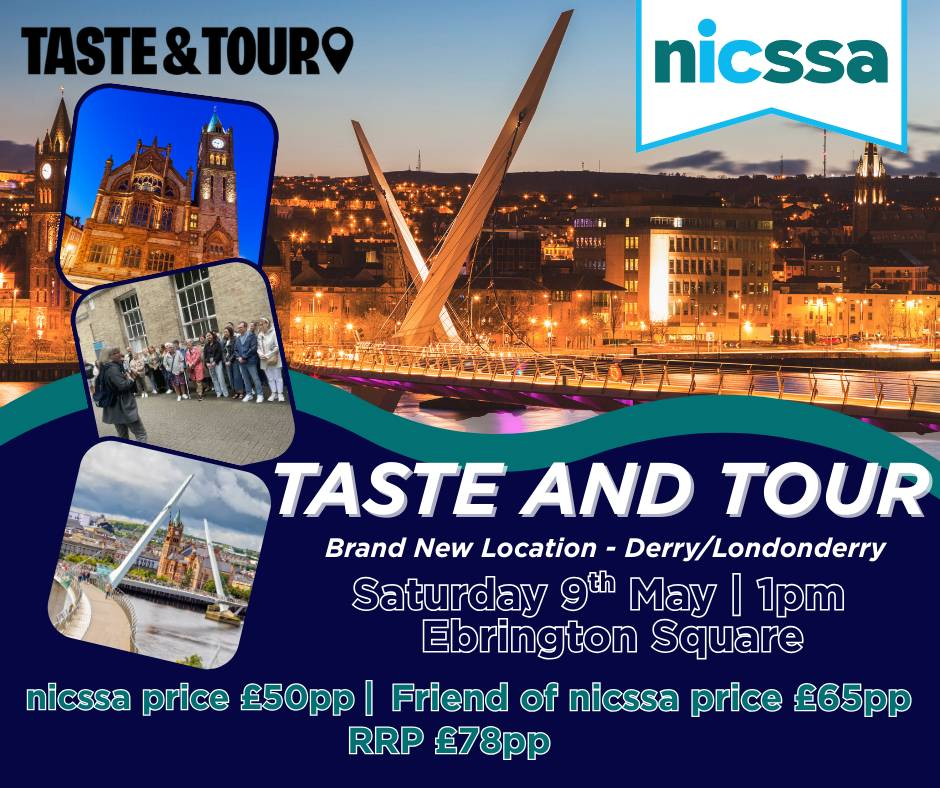 TASTE & TOUR
nicssa
TASTE AND TOUR
Brand New Location - Derry/Londonderry
Saturday 9th May | 1pm
Ebrington Square
nicssa price £50pp | Friend of nicssa price £65pp
RRP £78pp